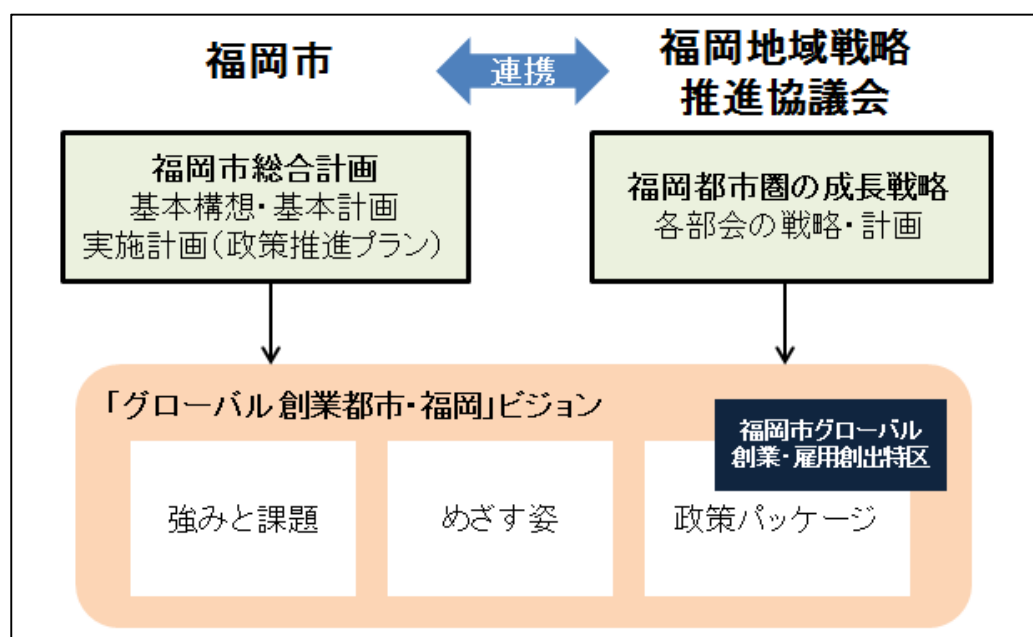 福岡市
連携
福岡地域戦略
推進協議会
福岡市総合計画
基本構想・基本計画
実施計画(政策推進プラン)
福岡都市圏の成長戦略
各部会の戦略・計画
「グローバル創業都市・福岡」ビジョン
福岡市グローバル
創業・雇用創出特区
強みと課題
めざす姿
政策パッケージ